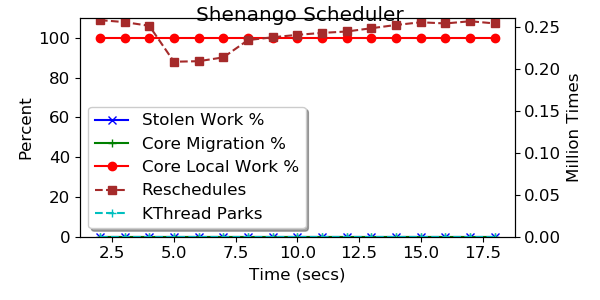 Shenango Scheduler
100
80
60
40
20
0
Percent
0.25
0.20
0.15
0.10
0.05
0.00
Million Times
Stolen Work %
Core Migration %
Core Local Work %
Reschedules
KThread Parks
2.5 5.0 7.5 10.0 12.5 15.0 17.5
Time (secs)